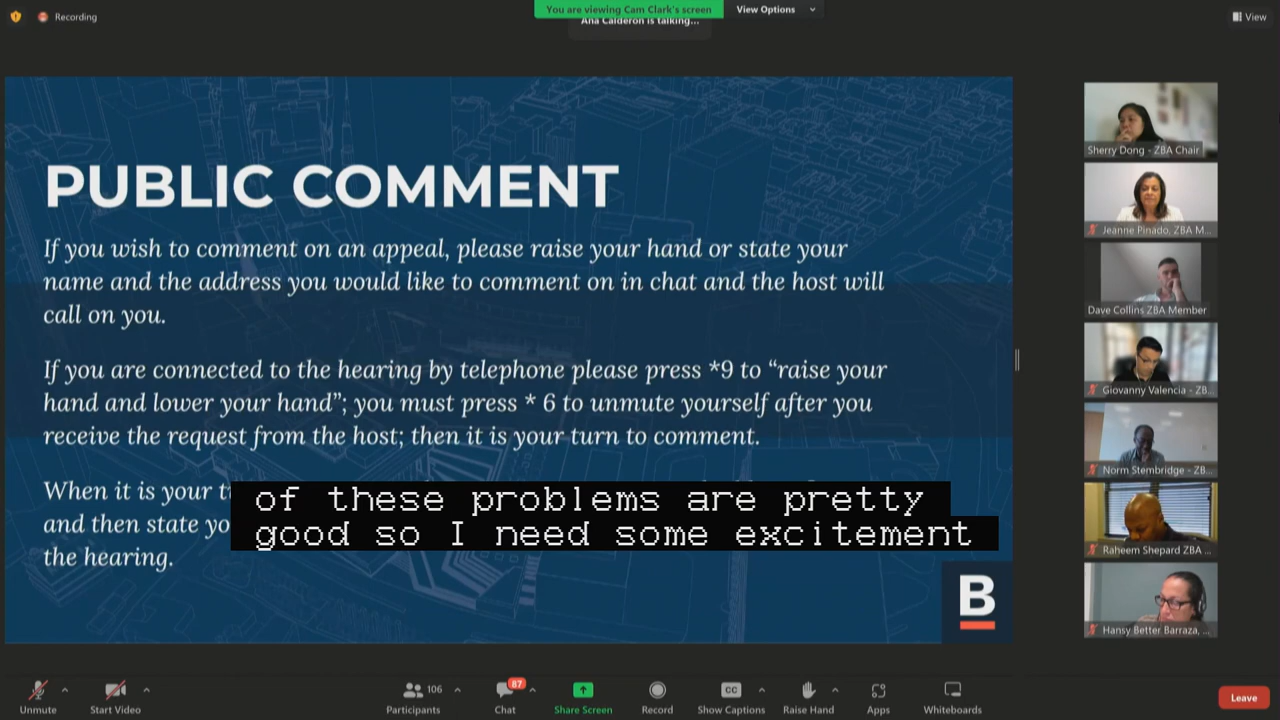 You are viewing Cam Clark's screen
View Options
Recording
Ana Calderon is talking...
View
PUBLIC COMMENT
If you wish to comment on an appeal, please raise your hand or state your
name and the address you would like to comment on in chat and the host will
call on you.
If you are connected to the hearing by telephone please press *9 to “raise your
hand and lower your hand”; you must press * 6 to unmute yourself after you
receive the request from the host; then it is your turn to comment.
When it is your
and then state
the hearing.
of these problems are pretty
good so I need some excitement
B
Sherry Dong - ZBA Chair
Jeanne Pinado, ZBA M...
Dave Collins ZBA Member
Giovanny Valencia - ZB...
Norm Stembridge - ZB...
Raheem Shepard ZBA ...
Hansy Better Barraza, ...
Unmute
Start Video
106
Participants
87
Chat
Share Screen
Record
CC
Show Captions
Raise Hand
Apps
Whiteboards
Leave